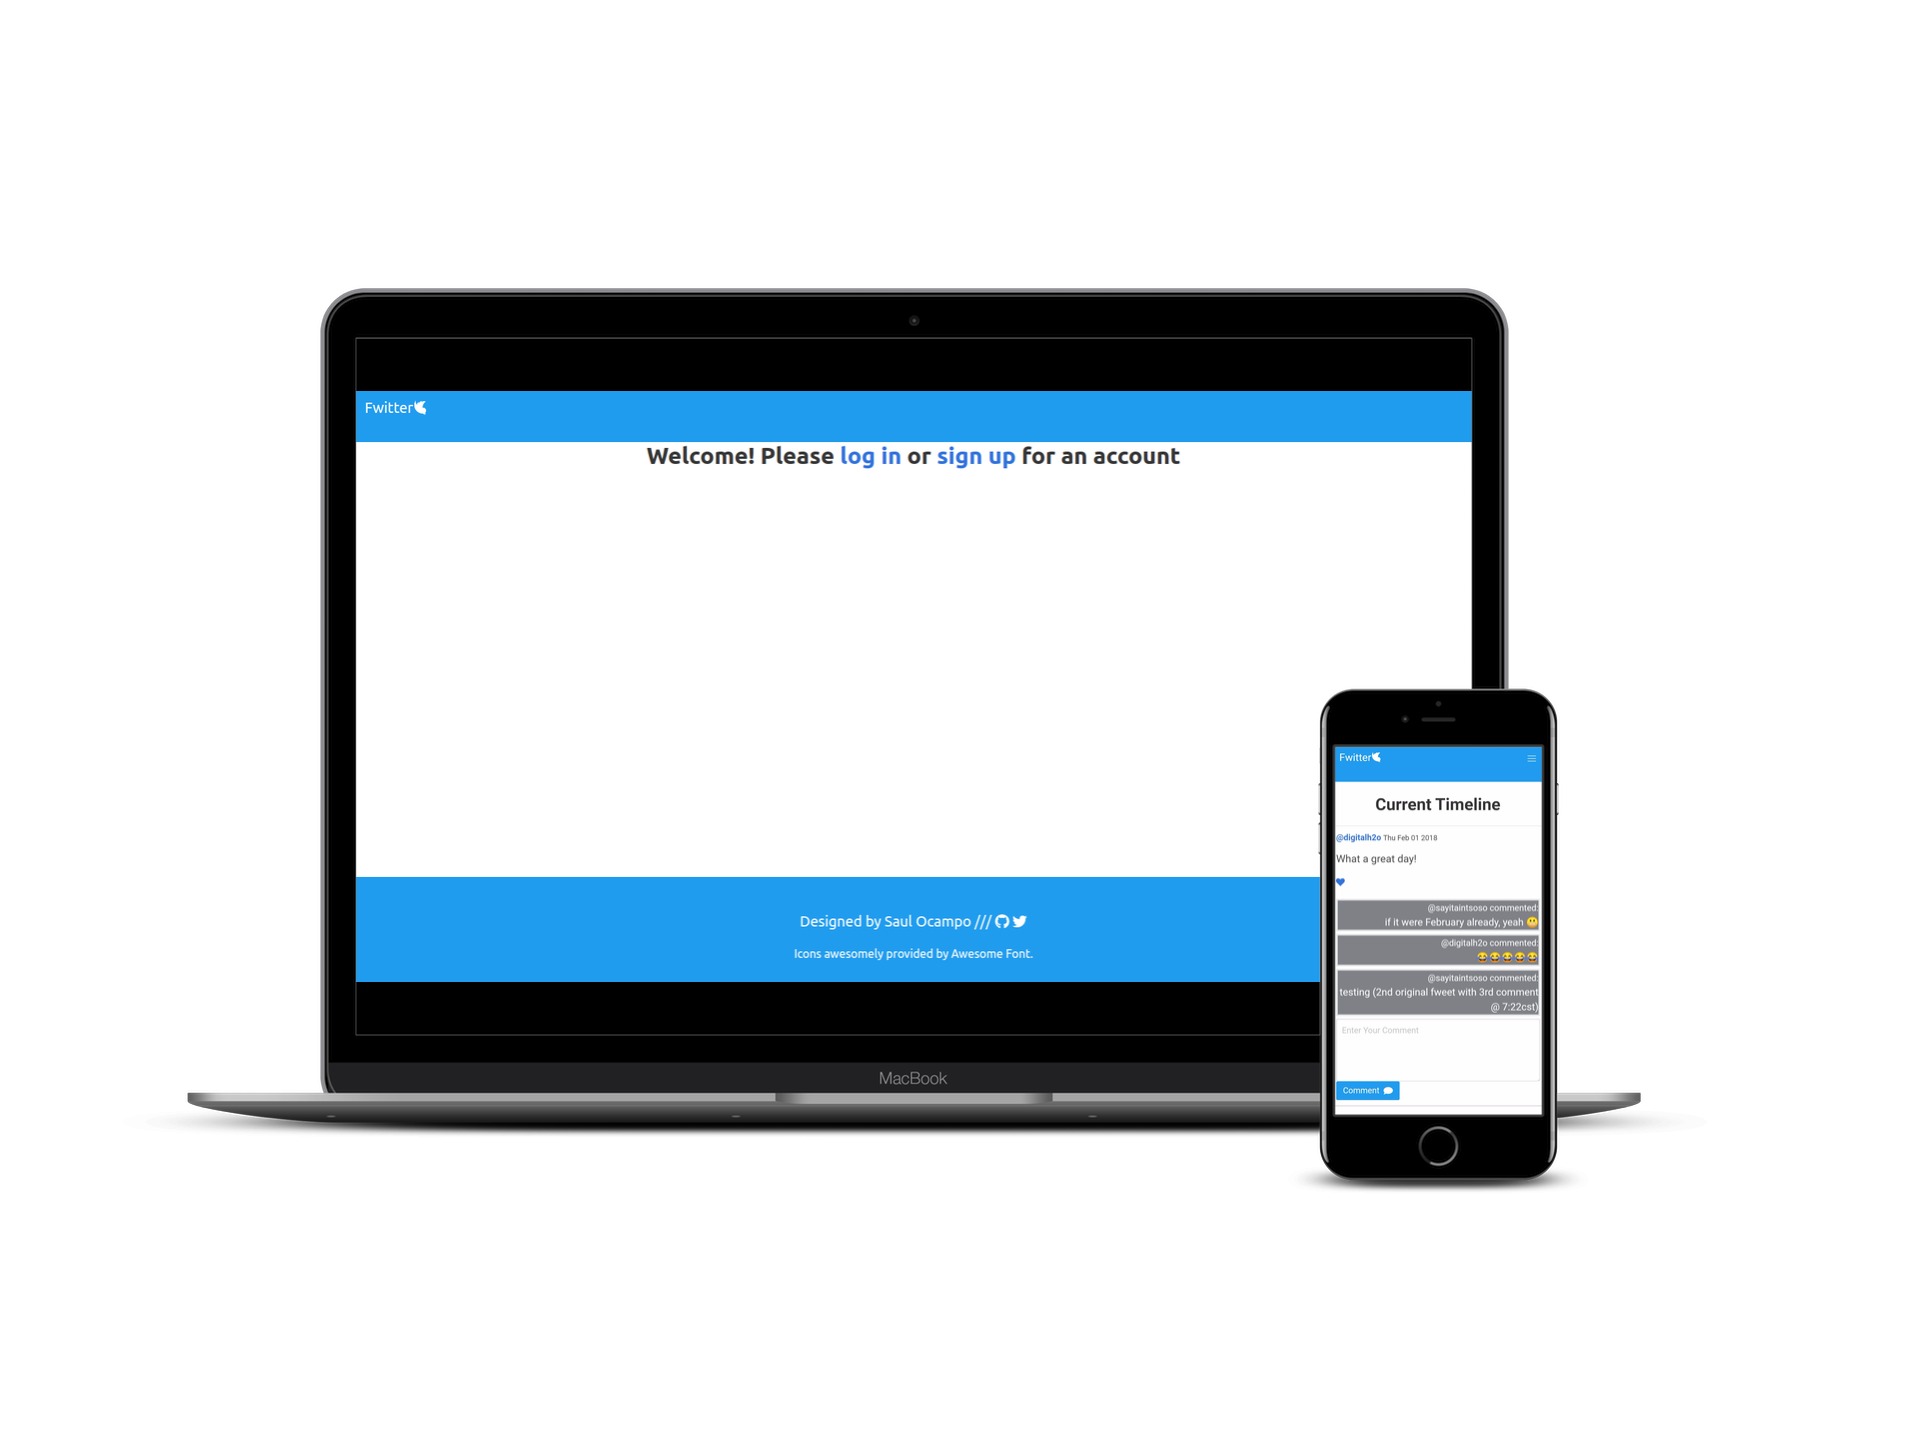 Fwitter
Welcome! Please log in or sign up for an account
Designed by Saul Ocampo ///
Icons awesomely provided by Awesome Font.
MacBook
Fwitter
Current Timeline
@digitalh2o Thu Feb 01 2018
What a great day!
@sayitaintsoso commented:
if it were February already, yeah 😬
@digitalh2o commented:
😂😂😂😂😂
@sayitaintsoso commented:
testing (2nd original fweet with 3rd comment
@ 7:22cst)
Enter Your Comment
Comment